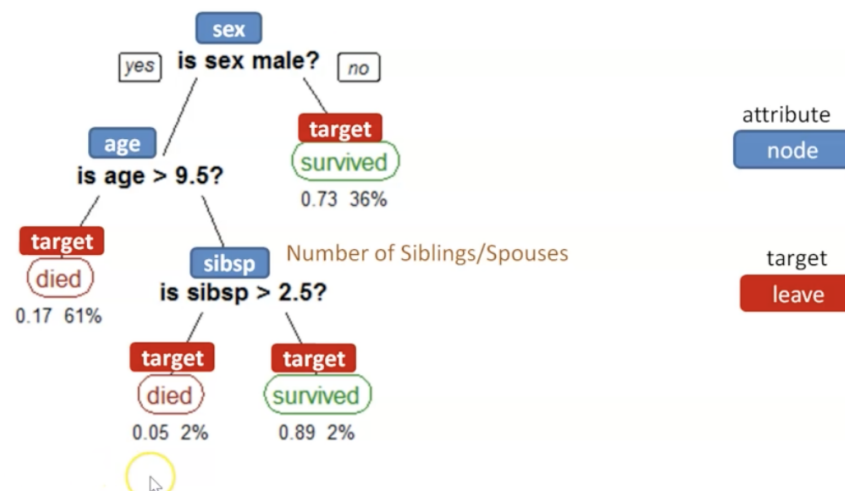 sex
yes is sex male? no
attribute
node
target
survived
0.73 36%
age
is age > 9.5?
target
died
0.17 61%
sibsp Number of Siblings/Spouses
is sibsp > 2.5?
target
leave
target
died
0.05 2%
target
survived
0.89 2%